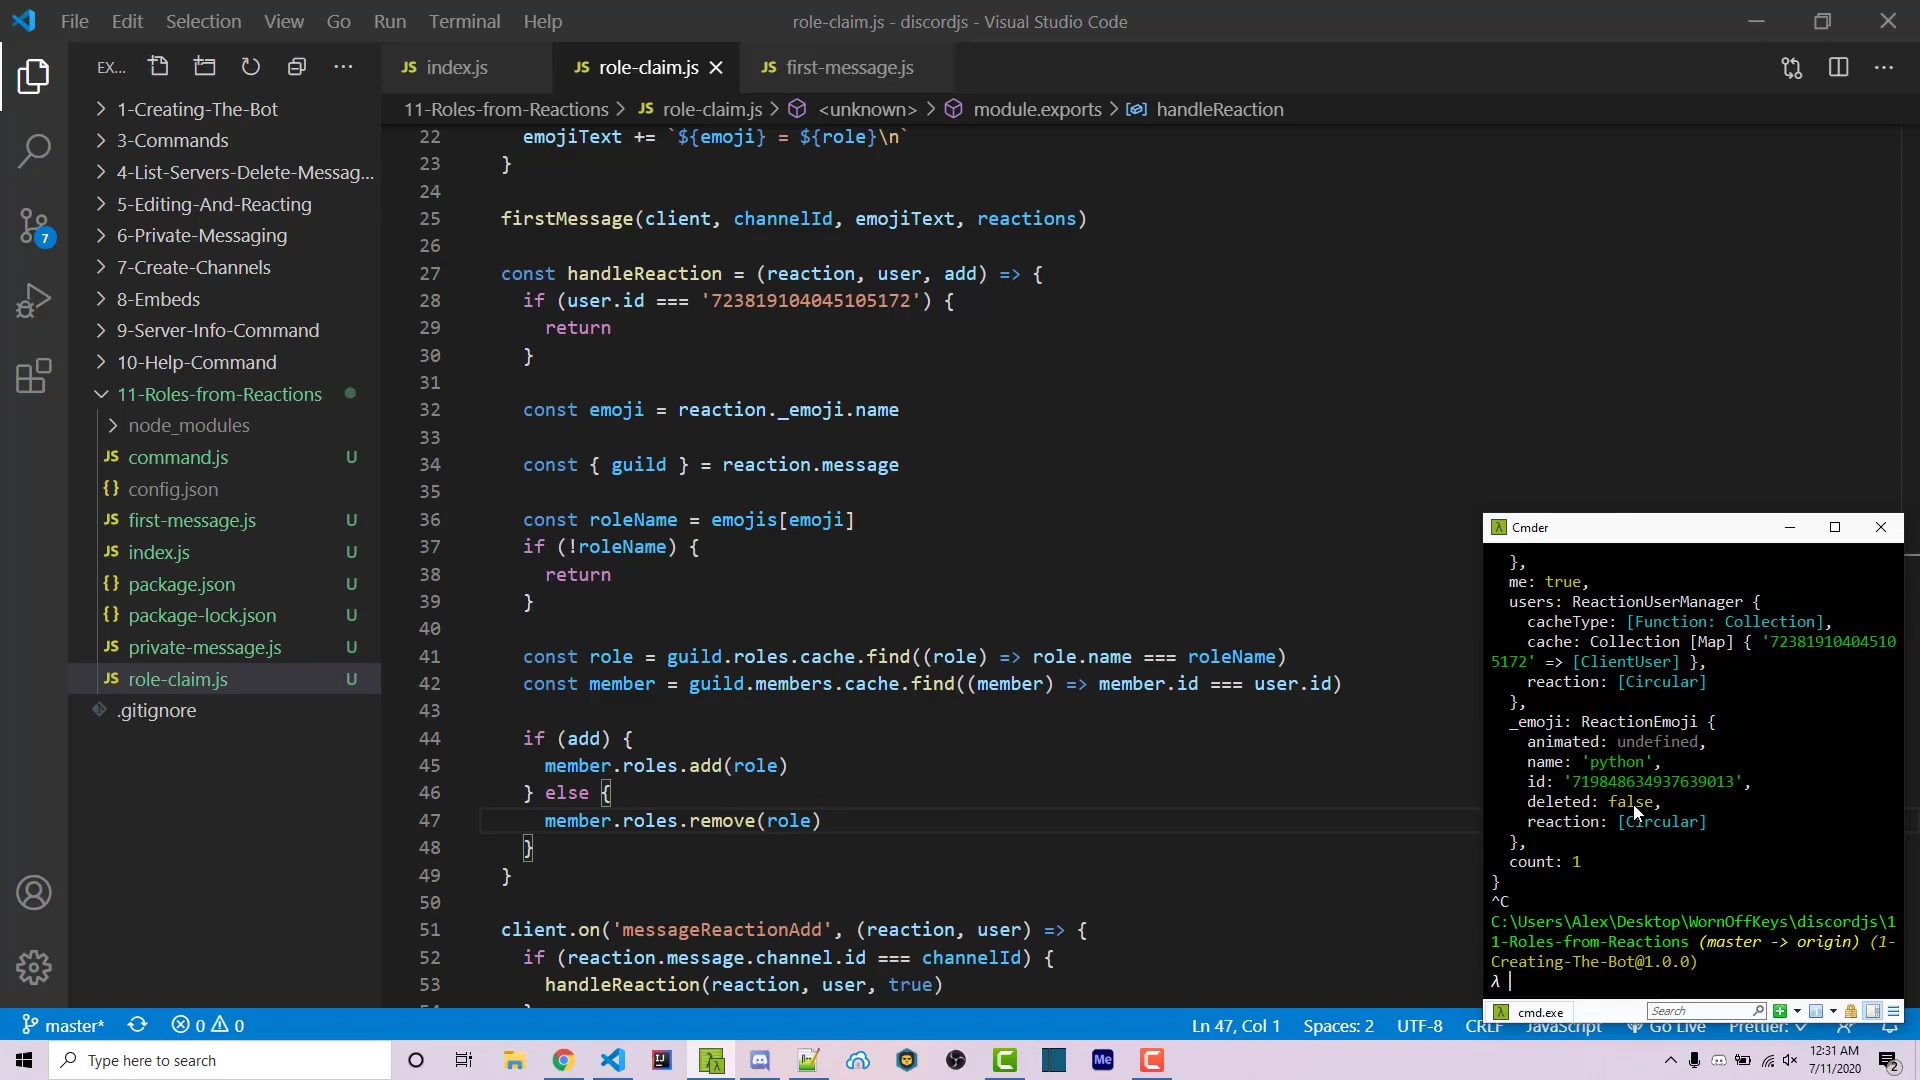 File Edit Selection View Go Run Terminal Help
role-claim.js - discordjs - Visual Studio Code
EX...
JS index.js
JS role-claim.js
JS first-message.js
11-Roles-from-Reactions > JS role-claim.js > <unknown> > module.exports > handleReaction
1-Creating-The-Bot
3-Commands
4-List-Servers-Delete-Messag...
5-Editing-And-Reacting
6-Private-Messaging
7-Create-Channels
8-Embeds
9-Server-Info-Command
10-Help-Command
11-Roles-from-Reactions
node_modules
JS command.js U
{} config.json
JS first-message.js U
JS index.js U
{} package.json U
{} package-lock.json U
JS private-message.js U
JS role-claim.js U
.gitignore
7
22 emojiText += `${emoji} = ${role}\n`
23 }
24
25 firstMessage(client, channelId, emojiText, reactions)
26
27 const handleReaction = (reaction, user, add) => {
28 if (user.id === '723819104045105172') {
29 return
30 }
31
32 const emoji = reaction._emoji.name
33
34 const { guild } = reaction.message
35
36 const roleName = emojis[emoji]
37 if (!roleName) {
38 return
39 }
40
41 const role = guild.roles.cache.find((role) => role.name === roleName)
42 const member = guild.members.cache.find((member) => member.id === user.id)
43
44 if (add) {
45 member.roles.add(role)
46 } else {
47 member.roles.remove(role)
48 }
49 }
50
51 client.on('messageReactionAdd', (reaction, user) => {
52 if (reaction.message.channel.id === channelId) {
53 handleReaction(reaction, user, true)
Cmder
},
me: true,
users: ReactionUserManager {
cacheType: [Function: Collection],
cache: Collection [Map] { '72381910404510
5172' => [ClientUser] },
reaction: [Circular]
},
_emoji: ReactionEmoji {
animated: undefined,
name: 'python',
id: '719848634937639013',
deleted: false,
reaction: [Circular]
},
count: 1
}
^C
C:\Users\Alex\Desktop\WornOffKeys\discordjs\1
1-Roles-from-Reactions (master -> origin) (1-
Creating-The-Bot@1.0.0)
λ
cmd.exe
Search
master* 0 0
Ln 47, Col 1 Spaces: 2 UTF-8 CRLF JavaScript Go Live Prettier: ✓
Type here to search
IJ
Me
12:31 AM
7/11/2020
2